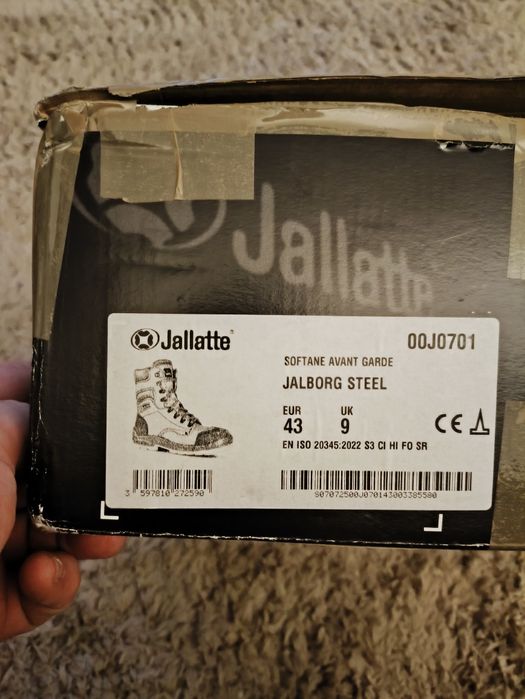 Jallatte
Jallatte
00J0701
SOFTANE AVANT GARDE
JALBORG STEEL
EUR UK
43 9
EN ISO 20345:2022 S3 CI HI FO SR
CE
3 597810 272590
807072500J070143003385580